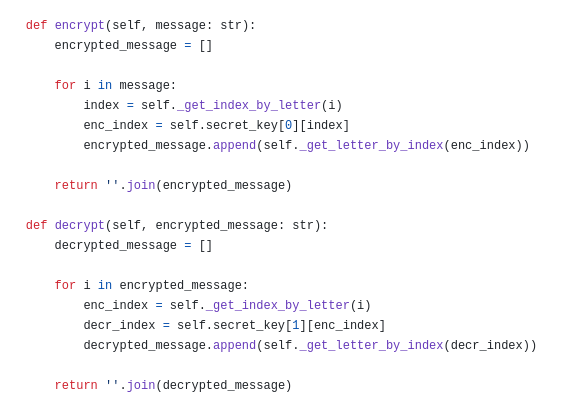 def encrypt(self, message: str):
    encrypted_message = []

    for i in message:
        index = self._get_index_by_letter(i)
        enc_index = self.secret_key[0][index]
        encrypted_message.append(self._get_letter_by_index(enc_index))

    return ''.join(encrypted_message)

def decrypt(self, encrypted_message: str):
    decrypted_message = []

    for i in encrypted_message:
        enc_index = self._get_index_by_letter(i)
        decr_index = self.secret_key[1][enc_index]
        decrypted_message.append(self._get_letter_by_index(decr_index))

    return ''.join(decrypted_message)